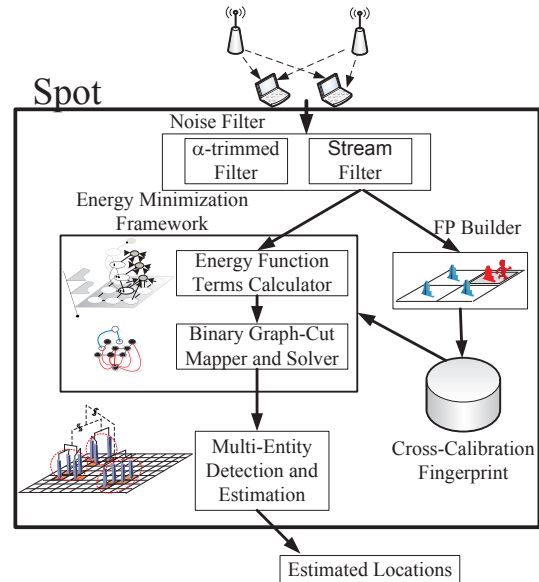 Spot
Noise Filter
α-trimmed
Filter
Stream
Filter
Energy Minimization
Framework
FP Builder
Energy Function
Terms Calculator
Binary Graph-Cut
Mapper and Solver
Cross-Calibration
Fingerprint
Multi-Entity
Detection and
Estimation
Estimated Locations